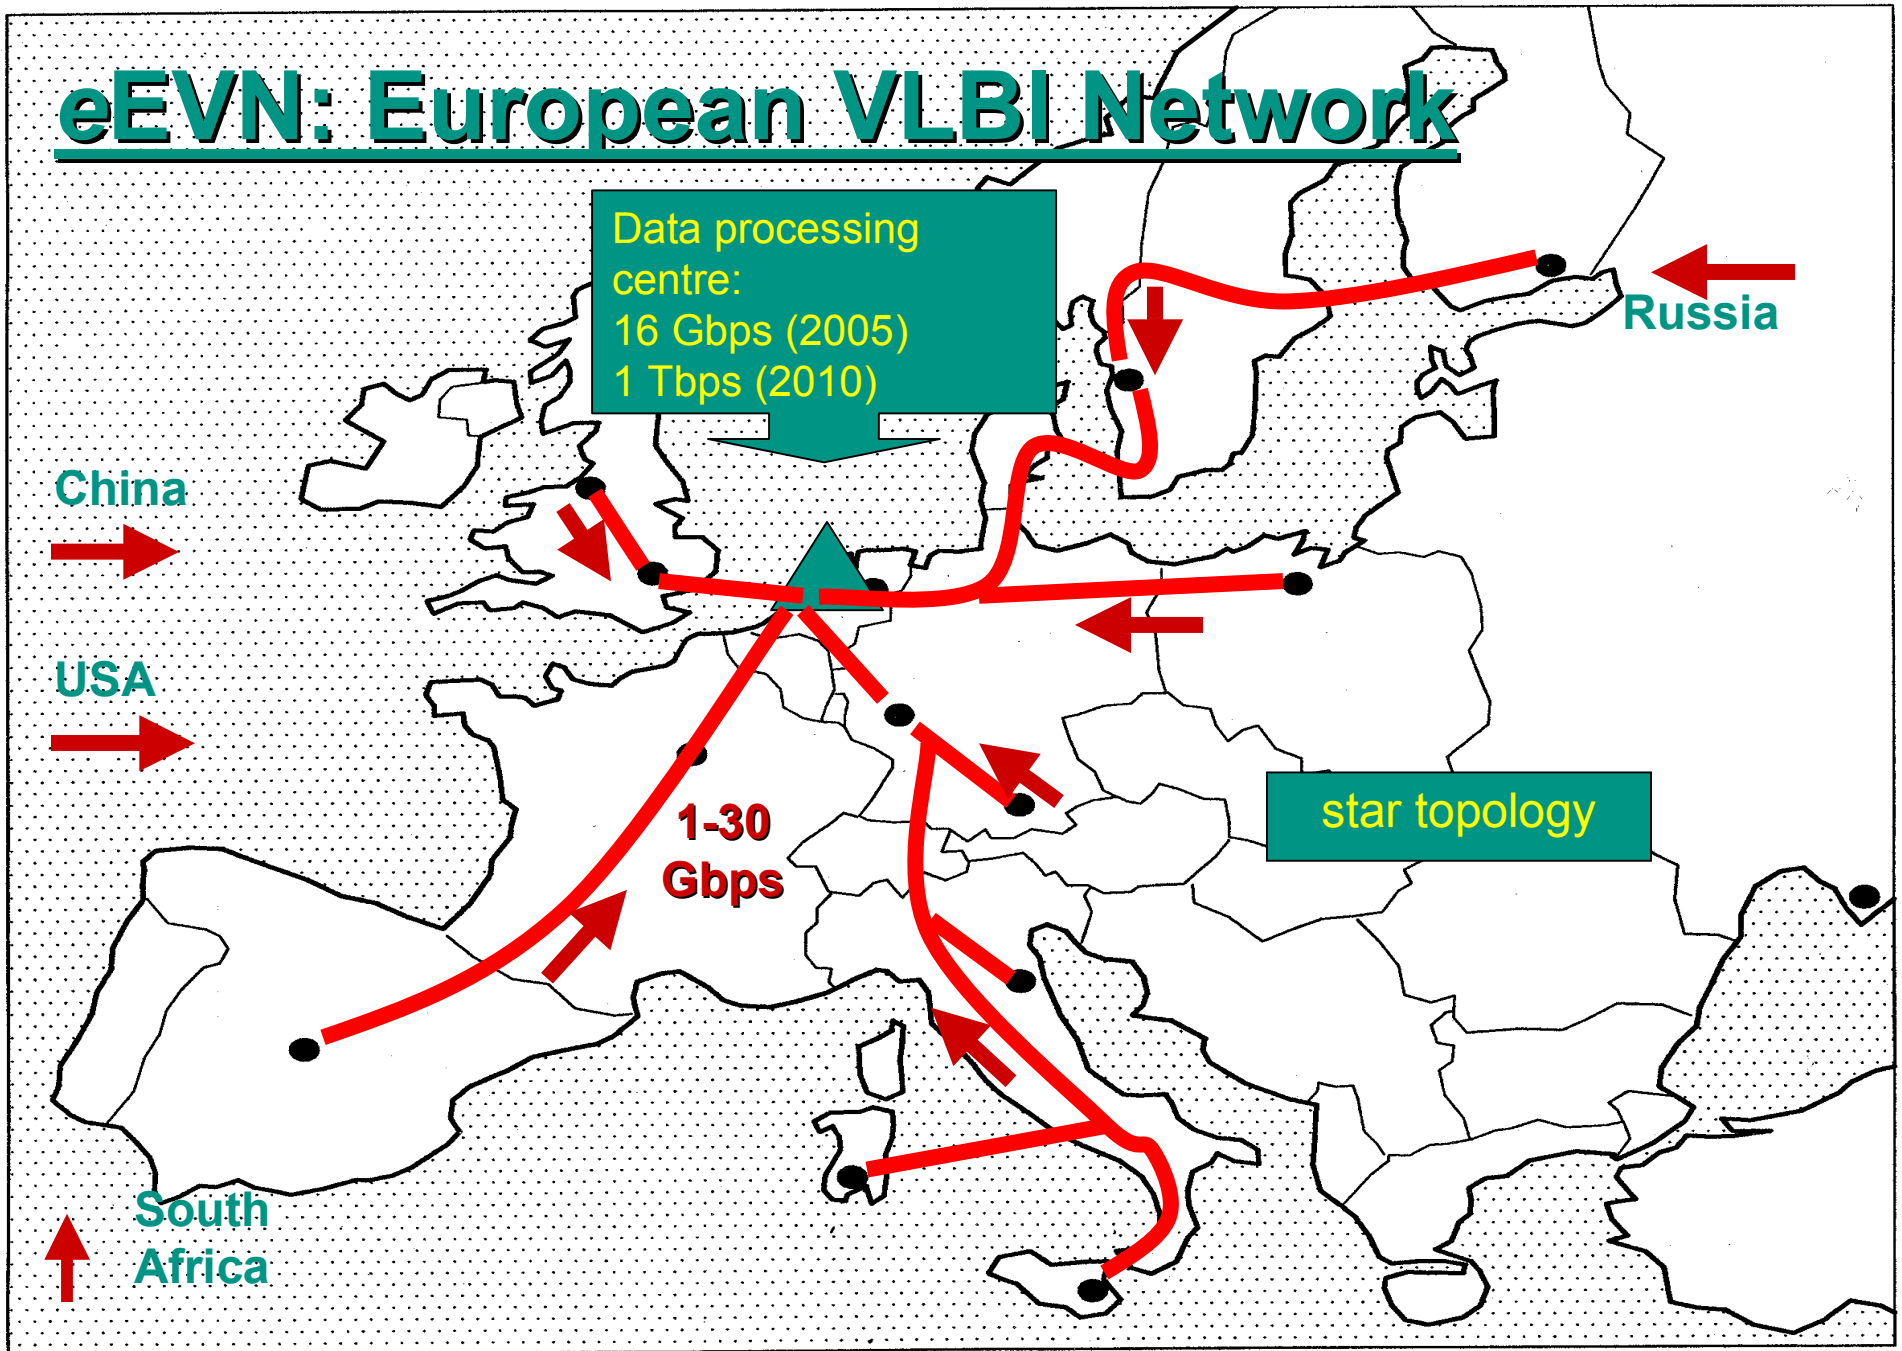 eEVN: European VLBI Network
Data processing
centre:
16 Gbps (2005)
1 Tbps (2010)
Russia
China
USA
1-30
Gbps
star topology
South
Africa